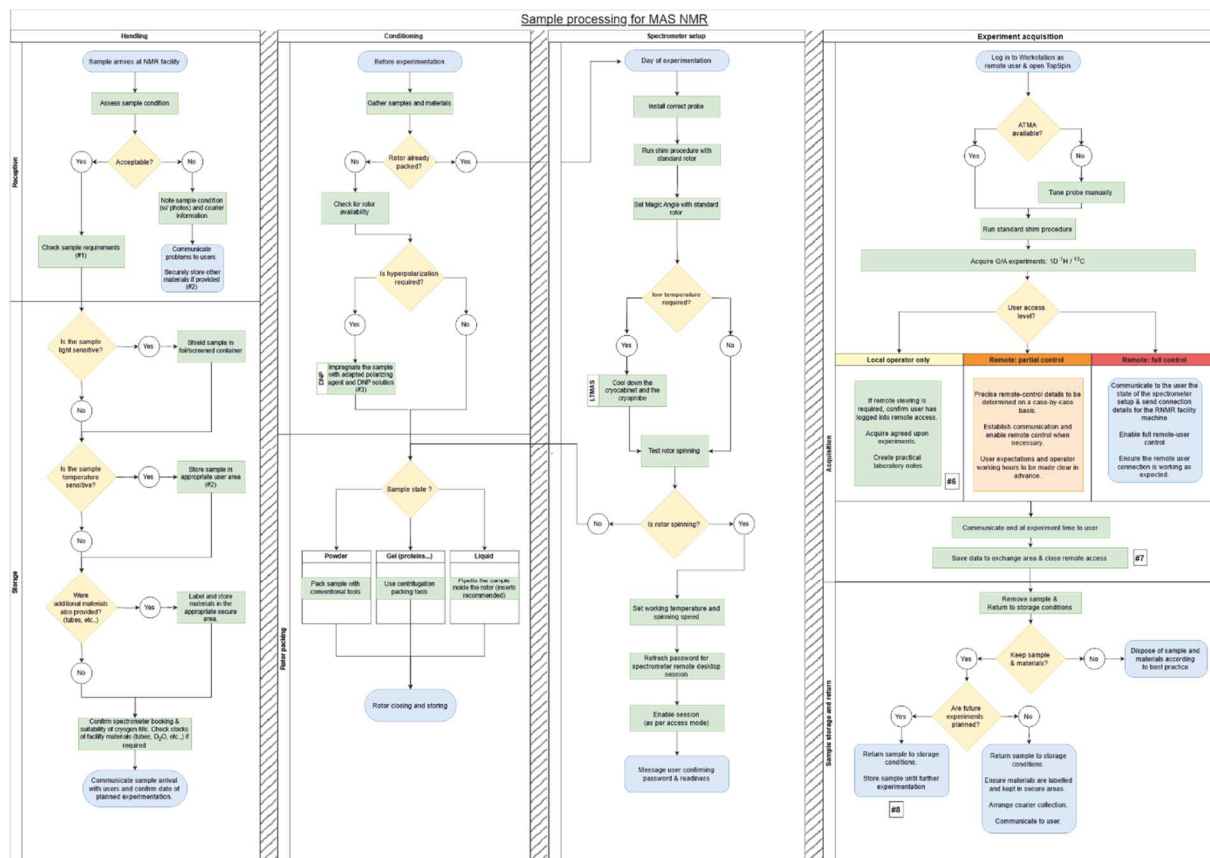 Sample processing for MAS NMR
Handling
Reception
Sample arrives at NMR facility
Assess sample condition
Acceptable?
Yes
No
Note sample condition
(w/ photos) and courier
information
Check sample requirements
(#1)
Communicate
problems to users.
Securely store other
materials if provided
(#2)
Storage
Is the sample
light sensitive?
Yes
Shield sample in
foil/screened container
No
Is the sample
temperature
sensitive?
Yes
Store sample in
appropriate user area
(#2)
No
Were
additional materials
also provided?
(tubes, etc.,)
Yes
Label and store
materials in the
appropriate secure
area.
No
Confirm spectrometer booking &
suitability of cryogen fills. Check stocks
of facility materials (tubes, D₂O, etc.,) if
required
Communicate sample arrival
with users and confirm date of
planned experimentation.
Conditioning
Before experimentation
Gather samples and materials
Rotor already
packed?
No
Yes
Check for rotor
availability
Is hyperpolarization
required?
Yes
No
DNP
Impregnate the sample
with adapted polarizing
agent and DNP solution
(#3)
Rotor packing
Sample state ?
Powder
Gel (proteins...)
Liquid
Pack sample with
conventional tools
Use centrifugation
packing tools
Pipette the sample
inside the rotor (inserts
recommended)
Rotor closing and storing
Spectrometer setup
Day of experimentation
Install correct probe
Run shim procedure with
standard rotor
Set Magic Angle with standard
rotor
low temperature
required?
Yes
No
LTMAS
Cool down the
cryocabinet and the
cryoprobe
Test rotor spinning
Is rotor spinning?
No
Yes
Set working temperature and
spinning speed
Refresh password for
spectrometer remote desktop
session
Enable session
(as per access mode)
Message user confirming
password & readiness
Experiment acquisition
Log in to Workstation as
remote user & open TopSpin
ATMA
available?
Yes
No
Tune probe manually
Run standard shim procedure
Acquire Q/A experiments: 1D ¹H / ¹³C
User access
level?
Acquisition
Local operator only
Remote: partial control
Remote: full control
If remote viewing is
required, confirm user has
logged into remote access.
Acquire agreed upon
experiments.
Create practical
laboratory notes
#6
Precise remote-control details to be
determined on a case-by-case
basis.
Establish communication and
enable remote control when
necessary.
User expectations and operator
working hours to be made clear in
advance.
Communicate to the user the
state of the spectrometer
setup & send connection
details for the RNMR facility
machine
Enable full remote-user
control
Ensure the remote user
connection is working as
expected.
Communicate end of experiment time to user
Save data to exchange area & close remote access
#7
Sample storage and return
Remove sample &
Return to storage conditions
Keep sample
& materials?
Yes
No
Dispose of sample and
materials according
to best practice
Are future
experiments
planned?
Yes
No
Return sample to storage
conditions.
Store sample until further
experimentation
#8
Return sample to storage
conditions.
Ensure materials are labelled
and kept in secure areas.
Arrange courier collection.
Communicate to user.